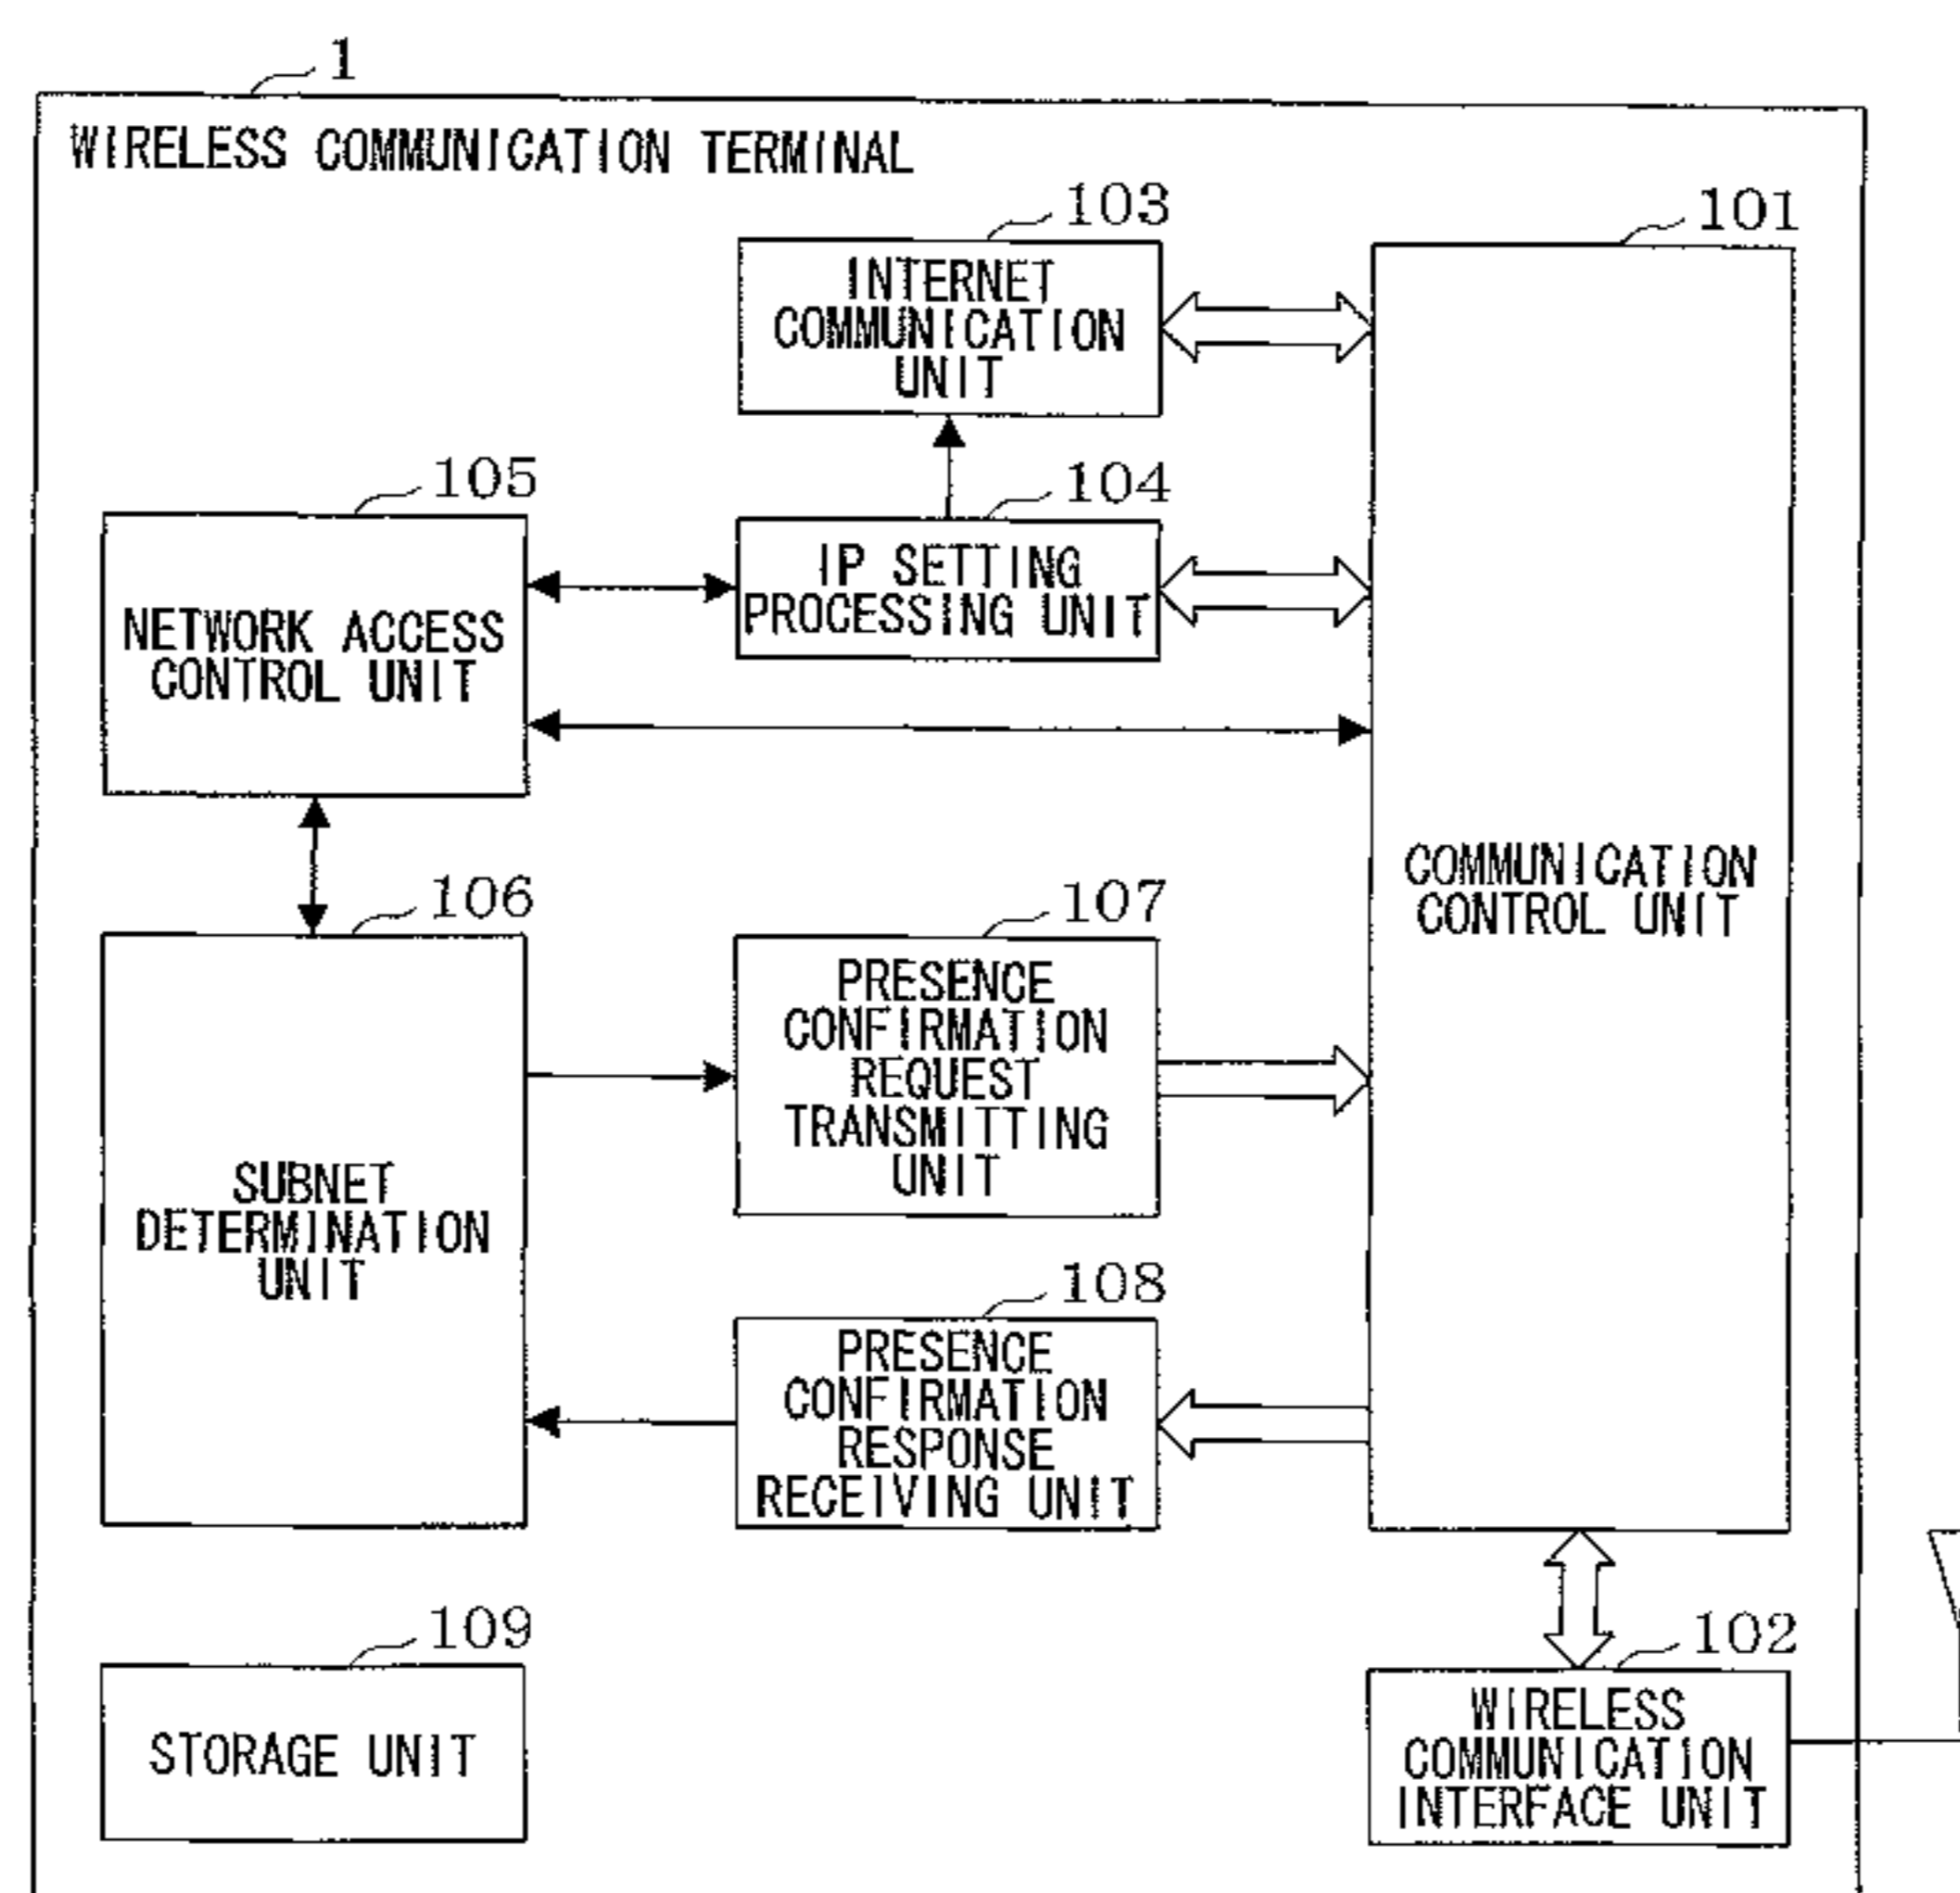 1
WIRELESS COMMUNICATION TERMINAL
103
INTERNET
COMMUNICATION
UNIT
101
COMMUNICATION
CONTROL UNIT
105
NETWORK ACCESS
CONTROL UNIT
104
IP SETTING
PROCESSING UNIT
106
SUBNET
DETERMINATION
UNIT
107
PRESENCE
CONFIRMATION
REQUEST
TRANSMITTING
UNIT
108
PRESENCE
CONFIRMATION
RESPONSE
RECEIVING UNIT
109
STORAGE UNIT
102
WIRELESS
COMMUNICATION
INTERFACE UNIT